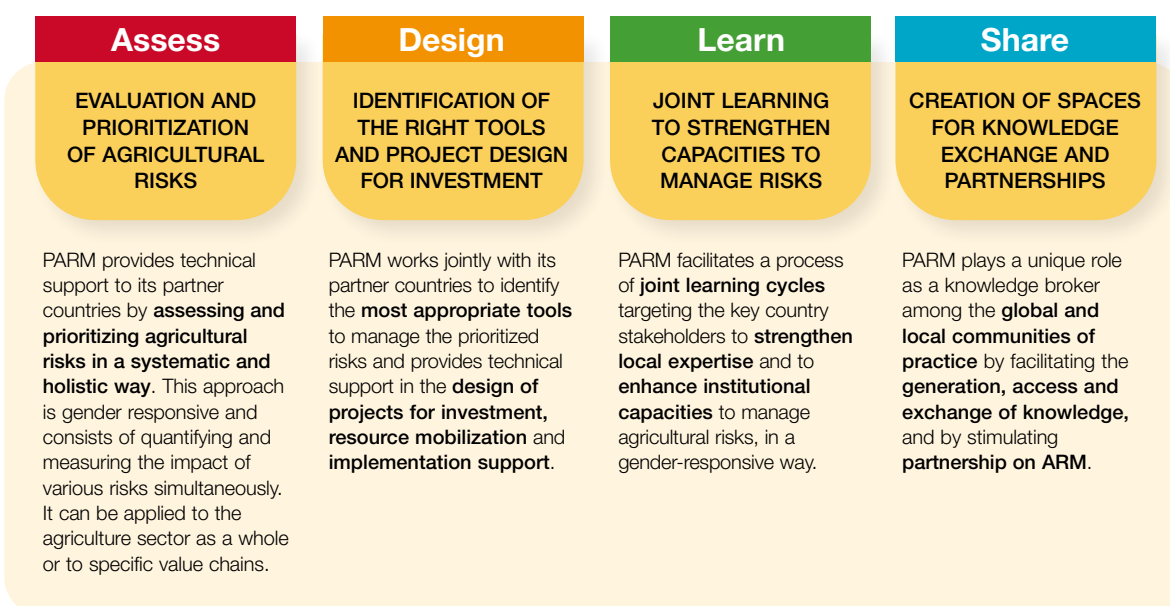 Assess
EVALUATION AND
PRIORITIZATION
OF AGRICULTURAL
RISKS
PARM provides technical
support to its partner
countries by assessing and
prioritizing agricultural
risks in a systematic and
holistic way. This approach
is gender responsive and
consists of quantifying and
measuring the impact of
various risks simultaneously.
It can be applied to the
agriculture sector as a whole
or to specific value chains.
Design
IDENTIFICATION OF
THE RIGHT TOOLS
AND PROJECT DESIGN
FOR INVESTMENT
PARM works jointly with its
partner countries to identify
the most appropriate tools
to manage the prioritized
risks and provides technical
support in the design of
projects for investment,
resource mobilization and
implementation support.
Learn
JOINT LEARNING
TO STRENGTHEN
CAPACITIES TO
MANAGE RISKS
PARM facilitates a process
of joint learning cycles
targeting the key country
stakeholders to strengthen
local expertise and to
enhance institutional
capacities to manage
agricultural risks, in a
gender-responsive way.
Share
CREATION OF SPACES
FOR KNOWLEDGE
EXCHANGE AND
PARTNERSHIPS
PARM plays a unique role
as a knowledge broker
among the global and
local communities of
practice by facilitating the
generation, access and
exchange of knowledge,
and by stimulating
partnership on ARM.